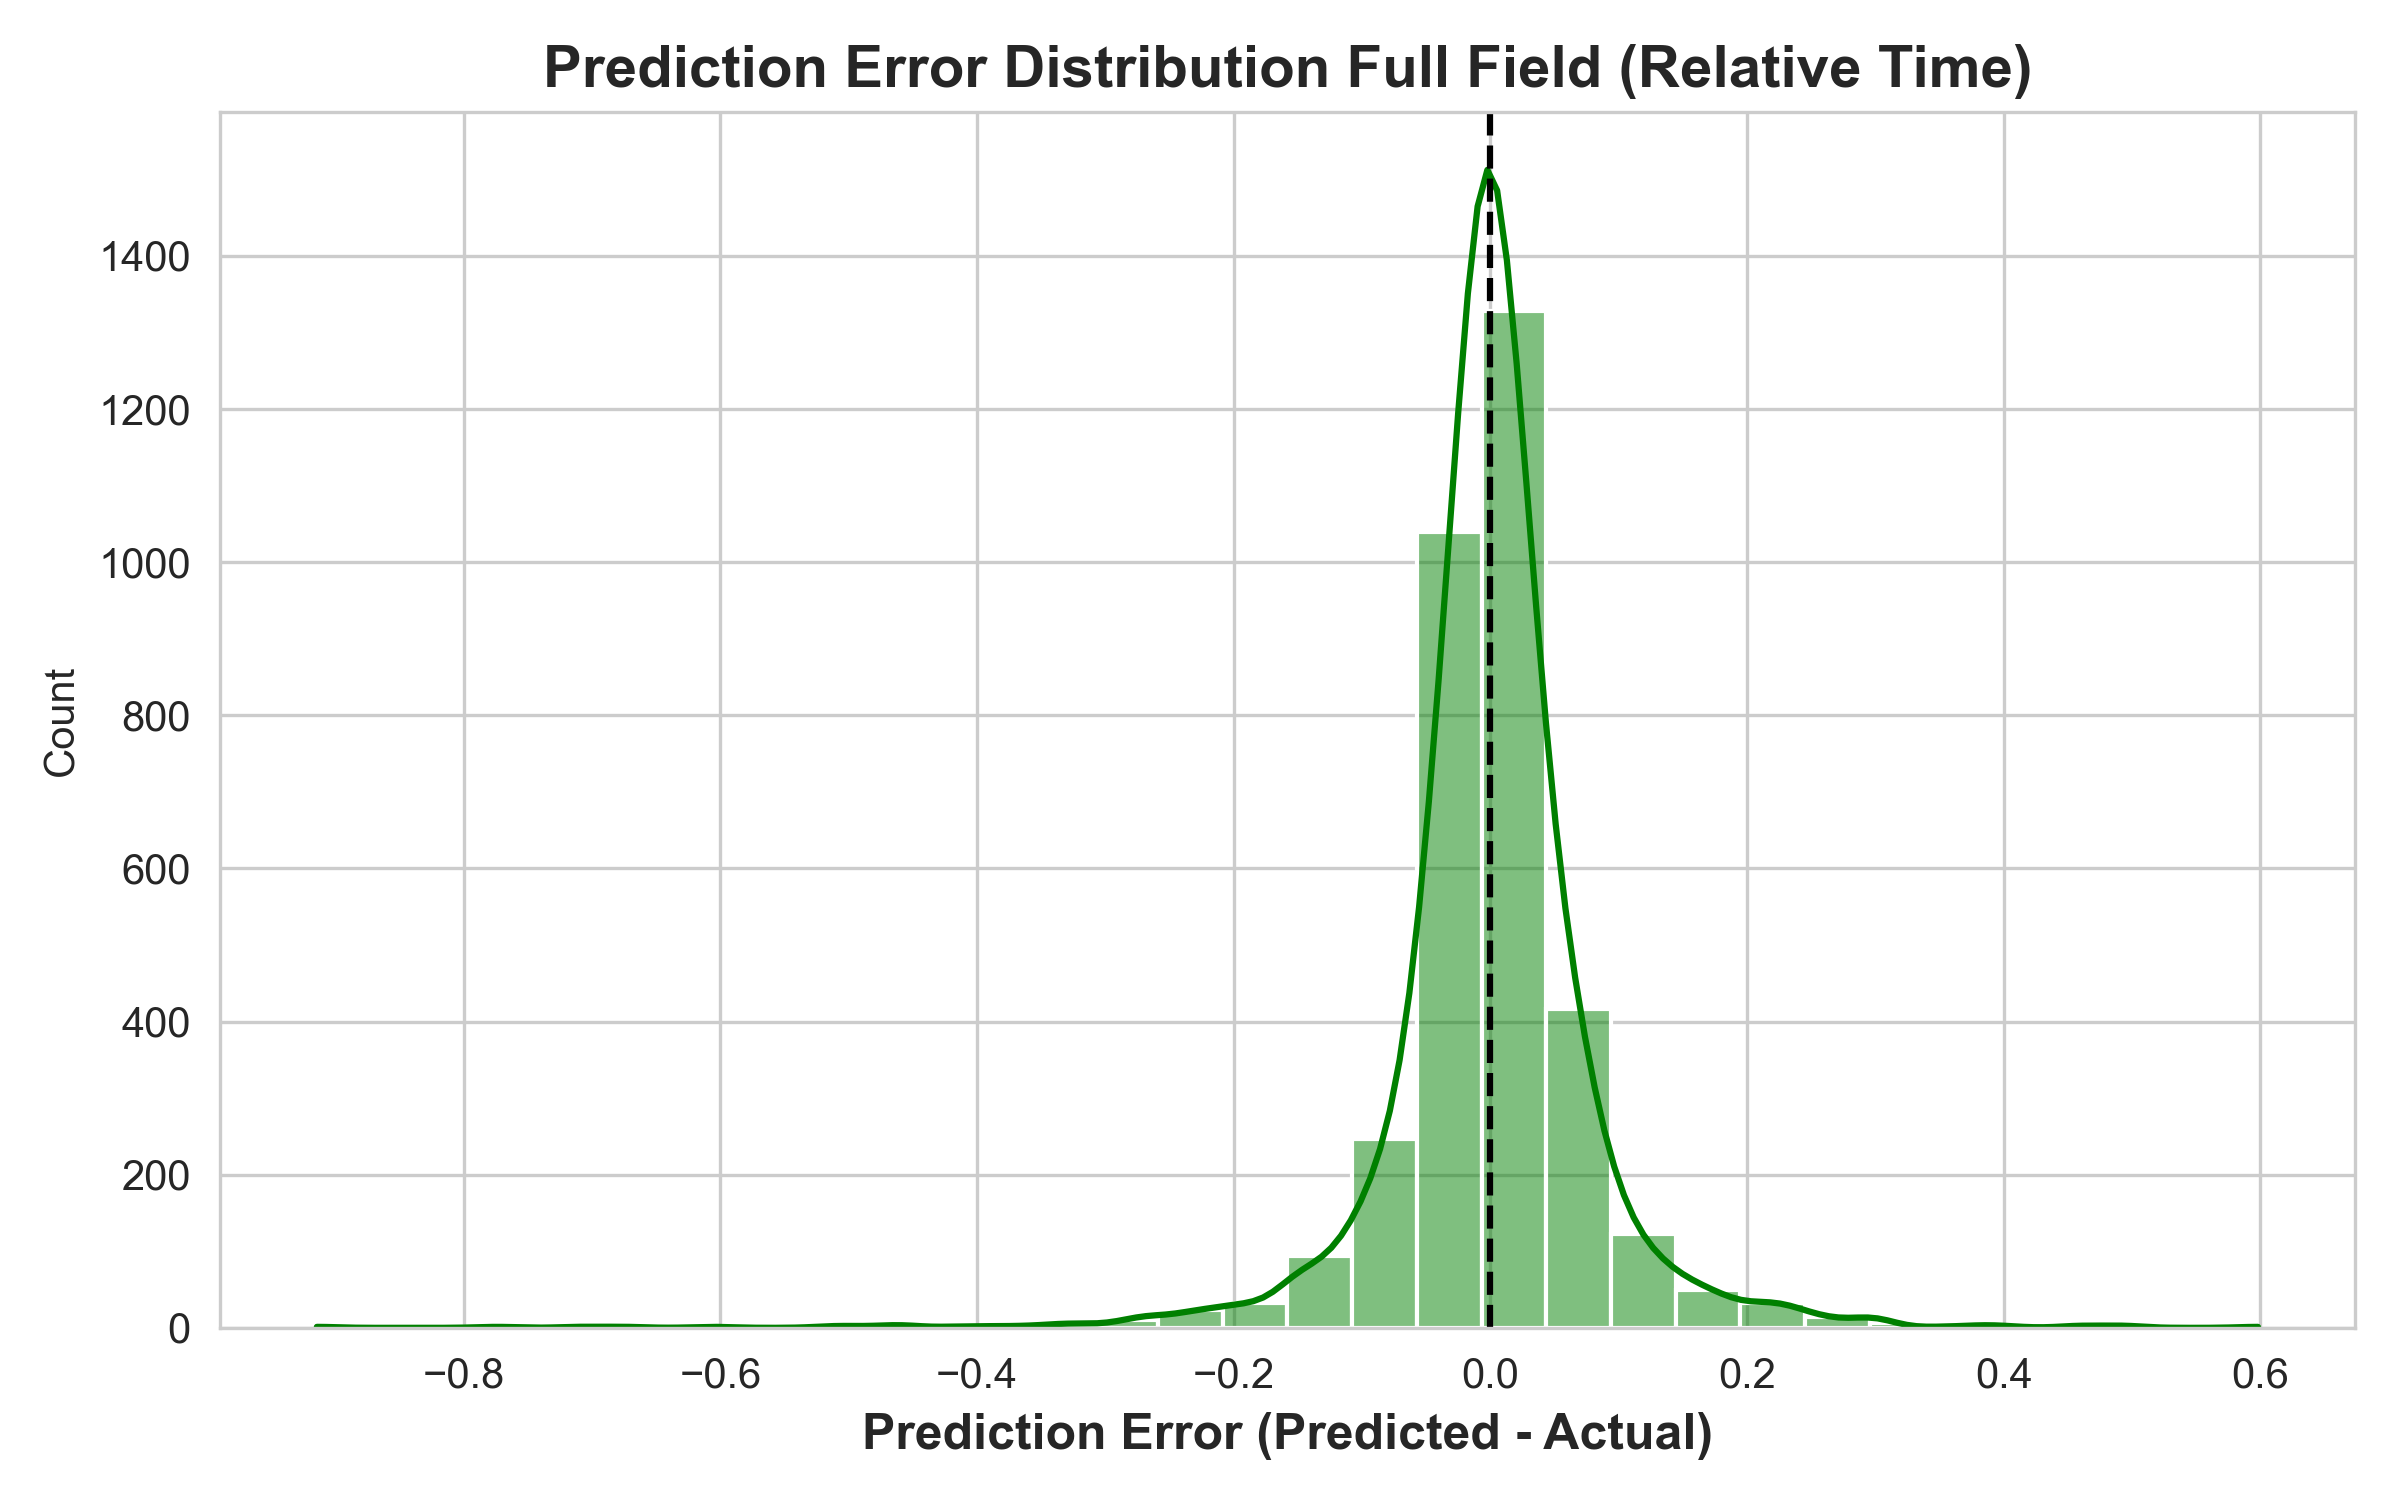 Prediction Error Distribution Full Field (Relative Time)
1400
1200
1000
800
600
400
200
0
Count
−0.8 −0.6 −0.4 −0.2 0.0 0.2 0.4 0.6
Prediction Error (Predicted - Actual)